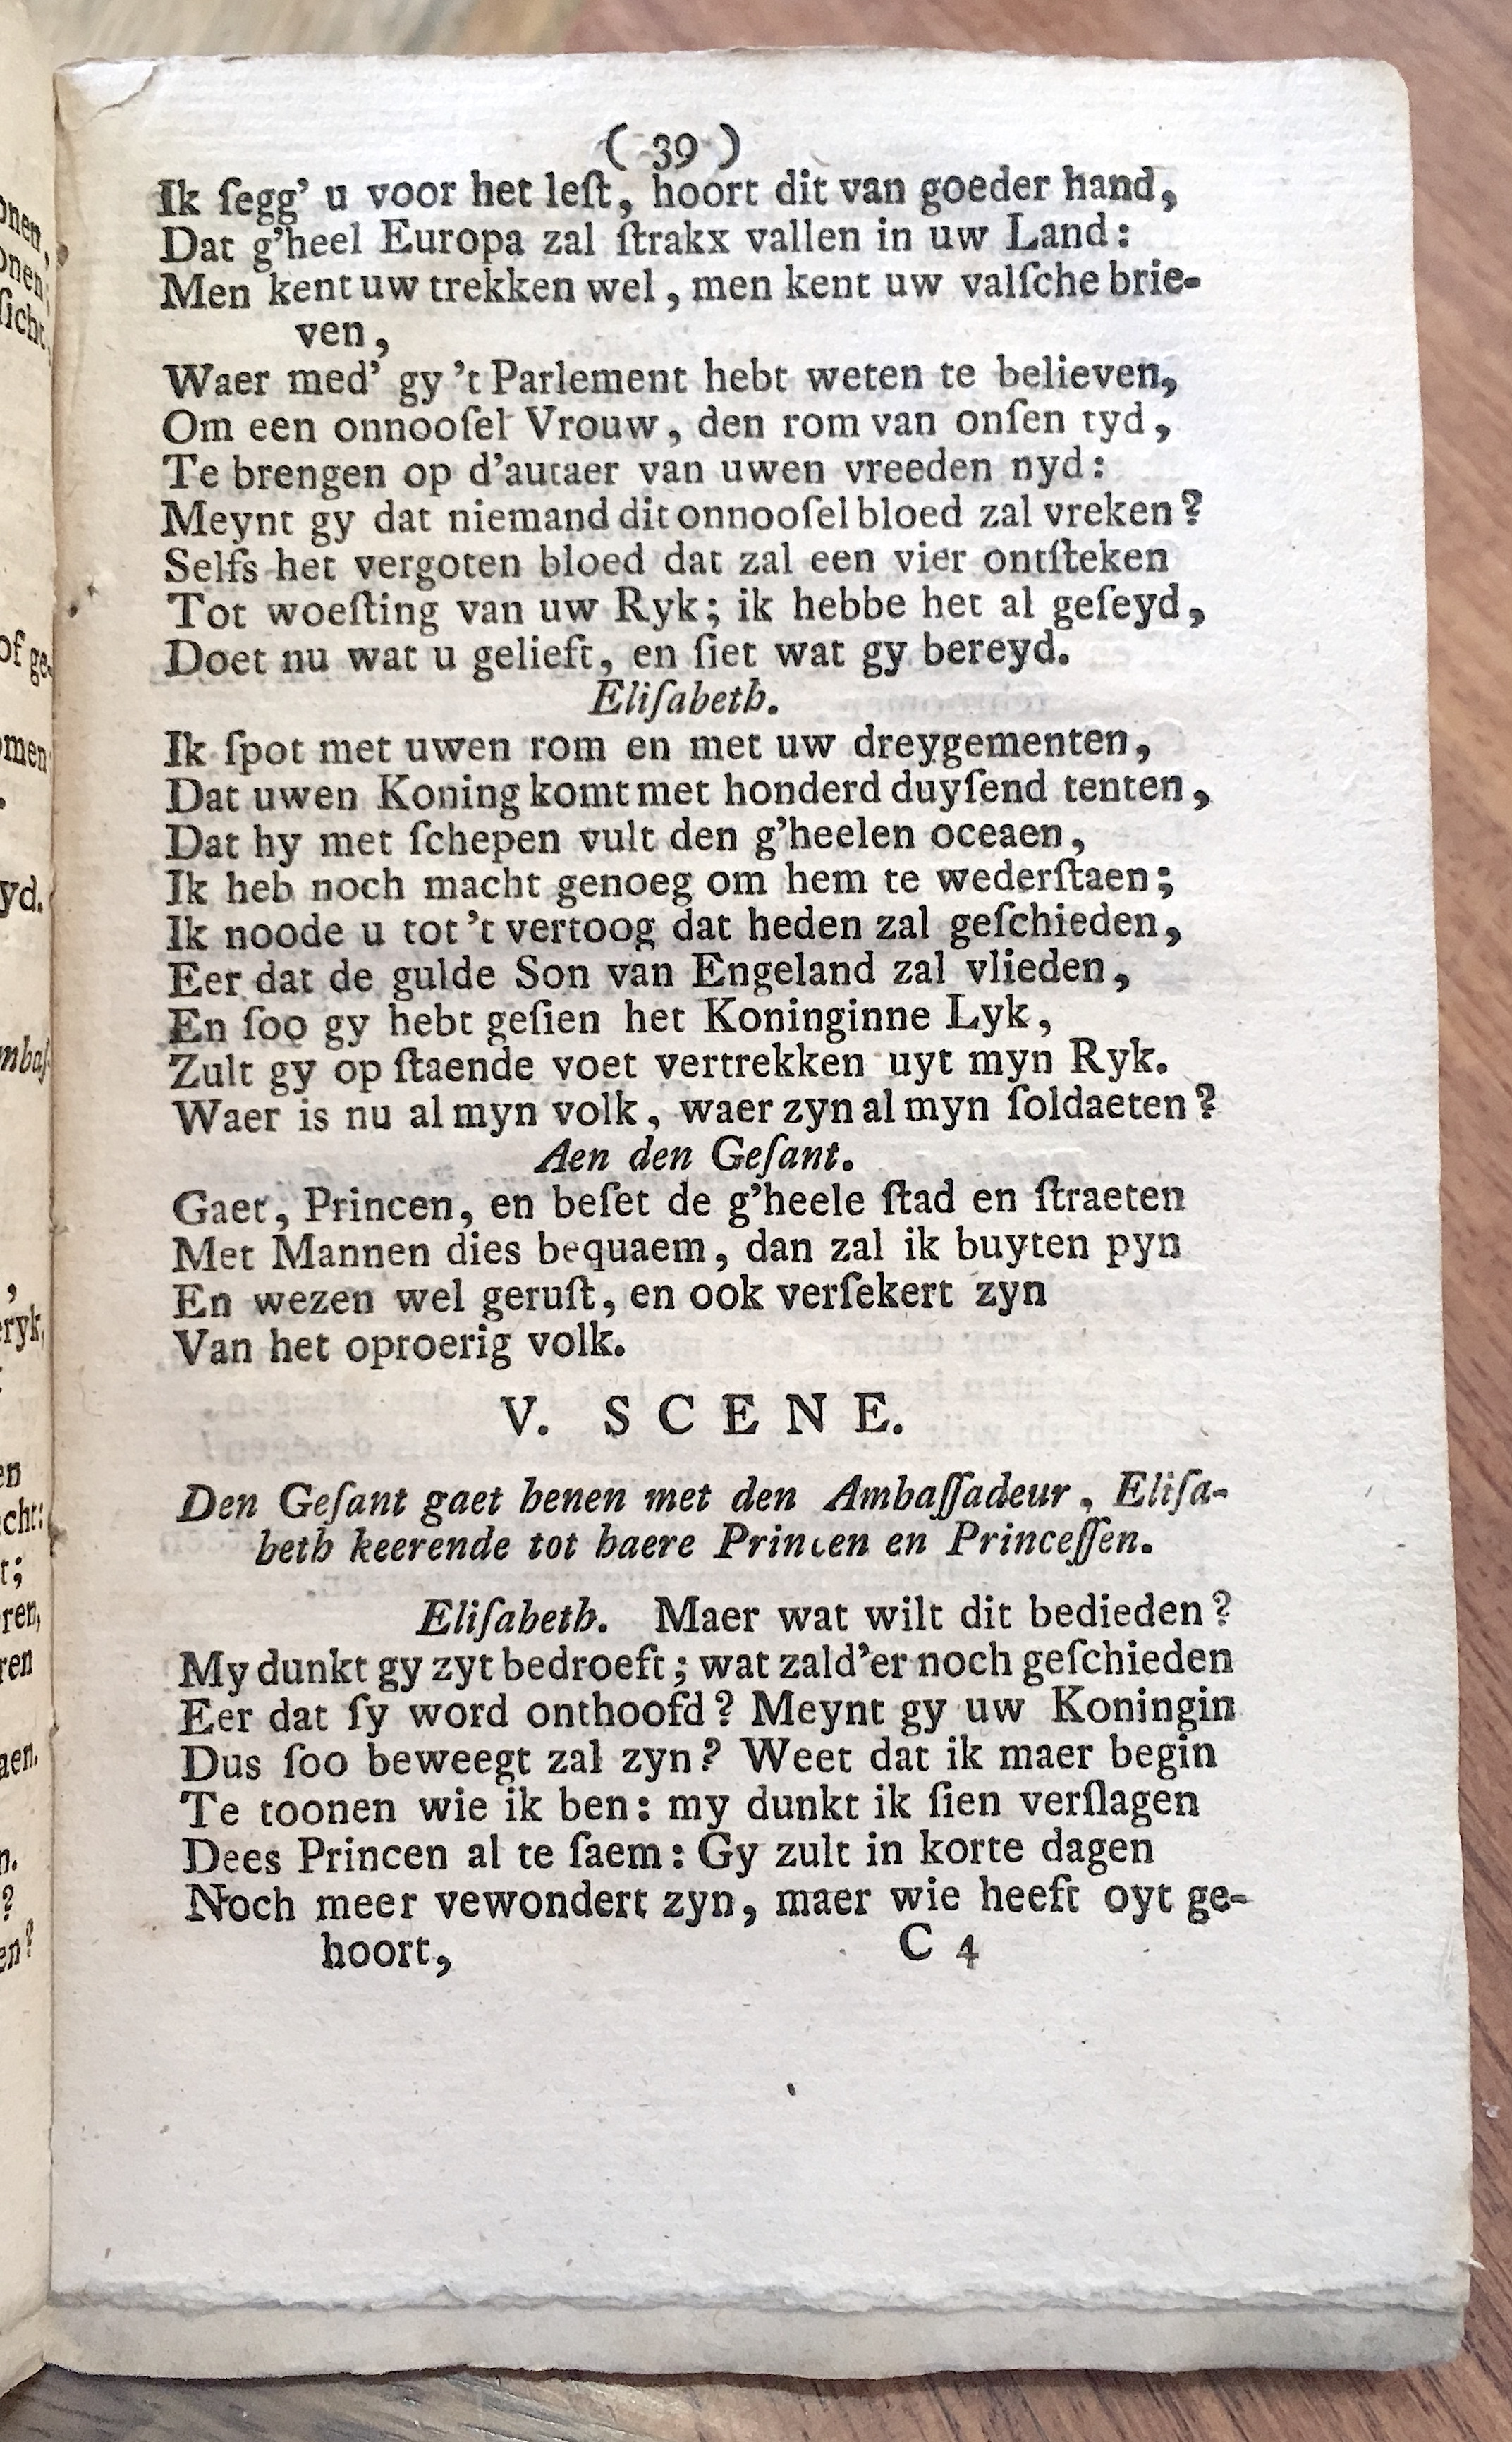 ( 39 )
Ik ſegg' u voor het leſt, hoort dit van goeder hand,
Dat g'heel Europa zal ſtrakx vallen in uw Land:
Men kent uw trekken wel, men kent uw valſche brie-
ven,
Waer med' gy 't Parlement hebt weten te believen,
Om een onnooſel Vrouw, den rom van onſen tyd,
Te brengen op d'autaer van uwen vreeden nyd:
Meynt gy dat niemand dit onnooſel bloed zal vreken?
Selfs het vergoten bloed dat zal een vier ontſteken
Tot woeſting van uw Ryk; ik hebbe het al geſeyd,
Doet nu wat u gelieft, en ſiet wat gy bereyd.
Eliſabeth.
Ik ſpot met uwen rom en met uw dreygementen,
Dat uwen Koning komt met honderd duyſend tenten,
Dat hy met ſchepen vult den g'heelen oceaen,
Ik heb noch macht genoeg om hem te wederſtaen;
Ik noode u tot 't vertoog dat heden zal geſchieden,
Eer dat de gulde Son van Engeland zal vlieden,
En ſoo gy hebt geſien het Koninginne Lyk,
Zult gy op ſtaende voet vertrekken uyt myn Ryk.
Waer is nu al myn volk, waer zyn al myn ſoldaeten?
Aen den Geſant.
Gaet, Princen, en beſet de g'heele ſtad en ſtraeten
Met Mannen dies bequaem, dan zal ik buyten pyn
En wezen wel geruſt, en ook verſekert zyn
Van het oproerig volk.
V. SCENE.
Den Geſant gaet henen met den Ambaſſadeur, Eliſa-
beth keerende tot haere Princen en Princeſſen.
Eliſabeth. Maer wat wilt dit bedieden?
My dunkt gy zyt bedroeft; wat zald'er noch geſchieden
Eer dat ſy word onthoofd? Meynt gy uw Koningin
Dus ſoo beweegt zal zyn? Weet dat ik maer begin
Te toonen wie ik ben: my dunkt ik ſien verſlagen
Dees Princen al te ſaem: Gy zult in korte dagen
Noch meer vewondert zyn, maer wie heeft oyt ge-
hoort, C 4